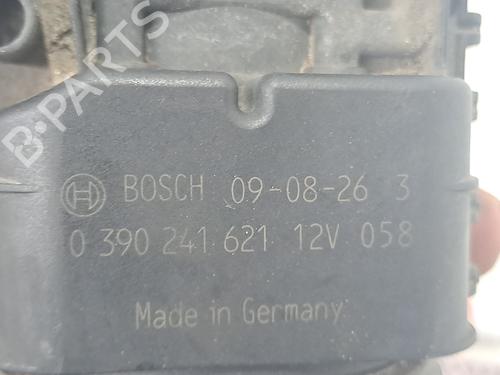 BOSCH 09-08-26 3
0 390 241 621 12V 058
Made in Germany
B-PARTS